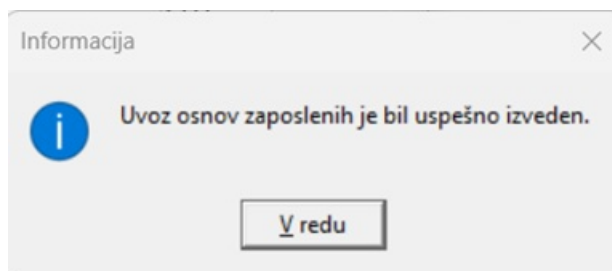 Informacija
Uvoz osnov zaposlenih je bil uspešno izveden.
V redu